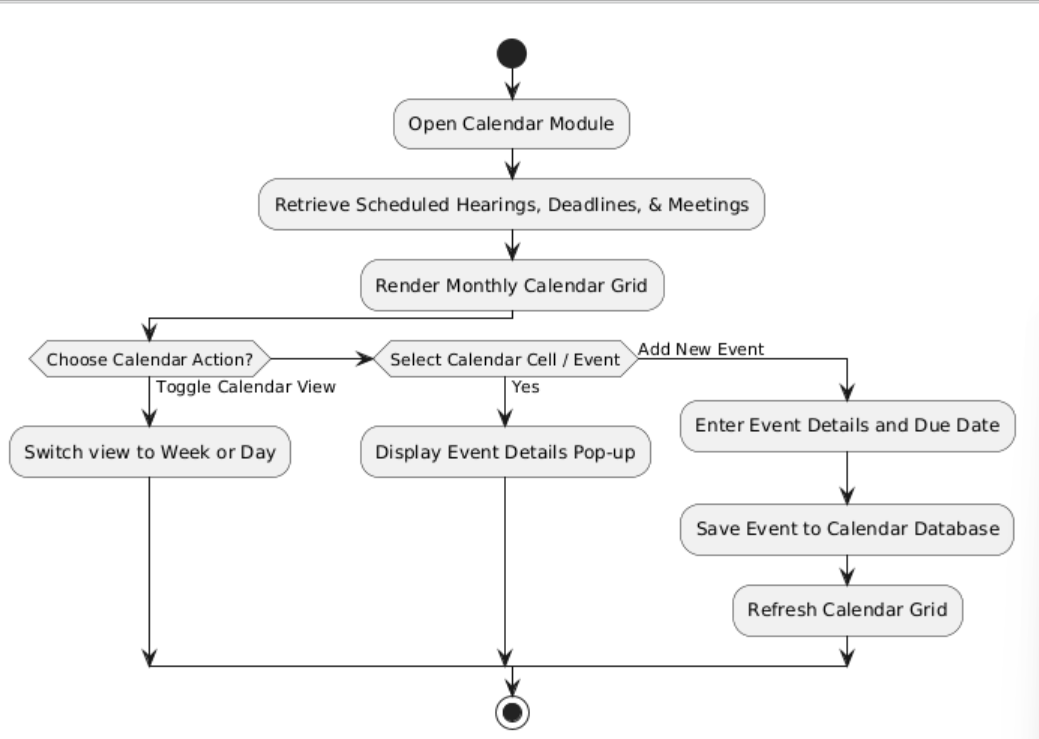 Open Calendar Module
Retrieve Scheduled Hearings, Deadlines, & Meetings
Render Monthly Calendar Grid
Choose Calendar Action?
Toggle Calendar View
Switch view to Week or Day
Select Calendar Cell / Event
Yes
Display Event Details Pop-up
Add New Event
Enter Event Details and Due Date
Save Event to Calendar Database
Refresh Calendar Grid